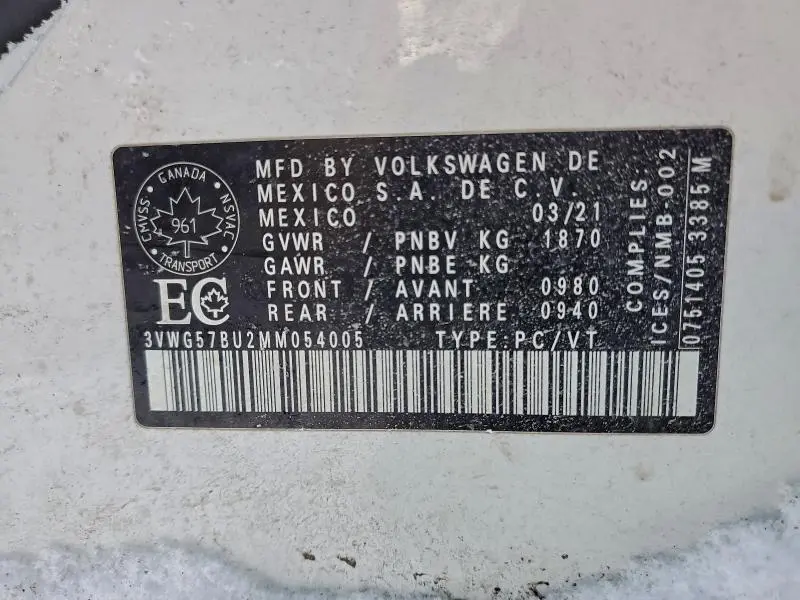 CANADA
CMVSS · NSVAC
961
TRANSPORT
EC
MFD BY VOLKSWAGEN DE
MEXICO S.A. DE C.V.
MEXICO 03/21
GVWR / PNBV KG 1870
GAWR / PNBE KG
FRONT / AVANT 0980
REAR / ARRIERE 0940
3VWG57BU2MM054005 TYPE:PC/VT
COMPLIES:
ICES/NMB-002
0751405 3385 M